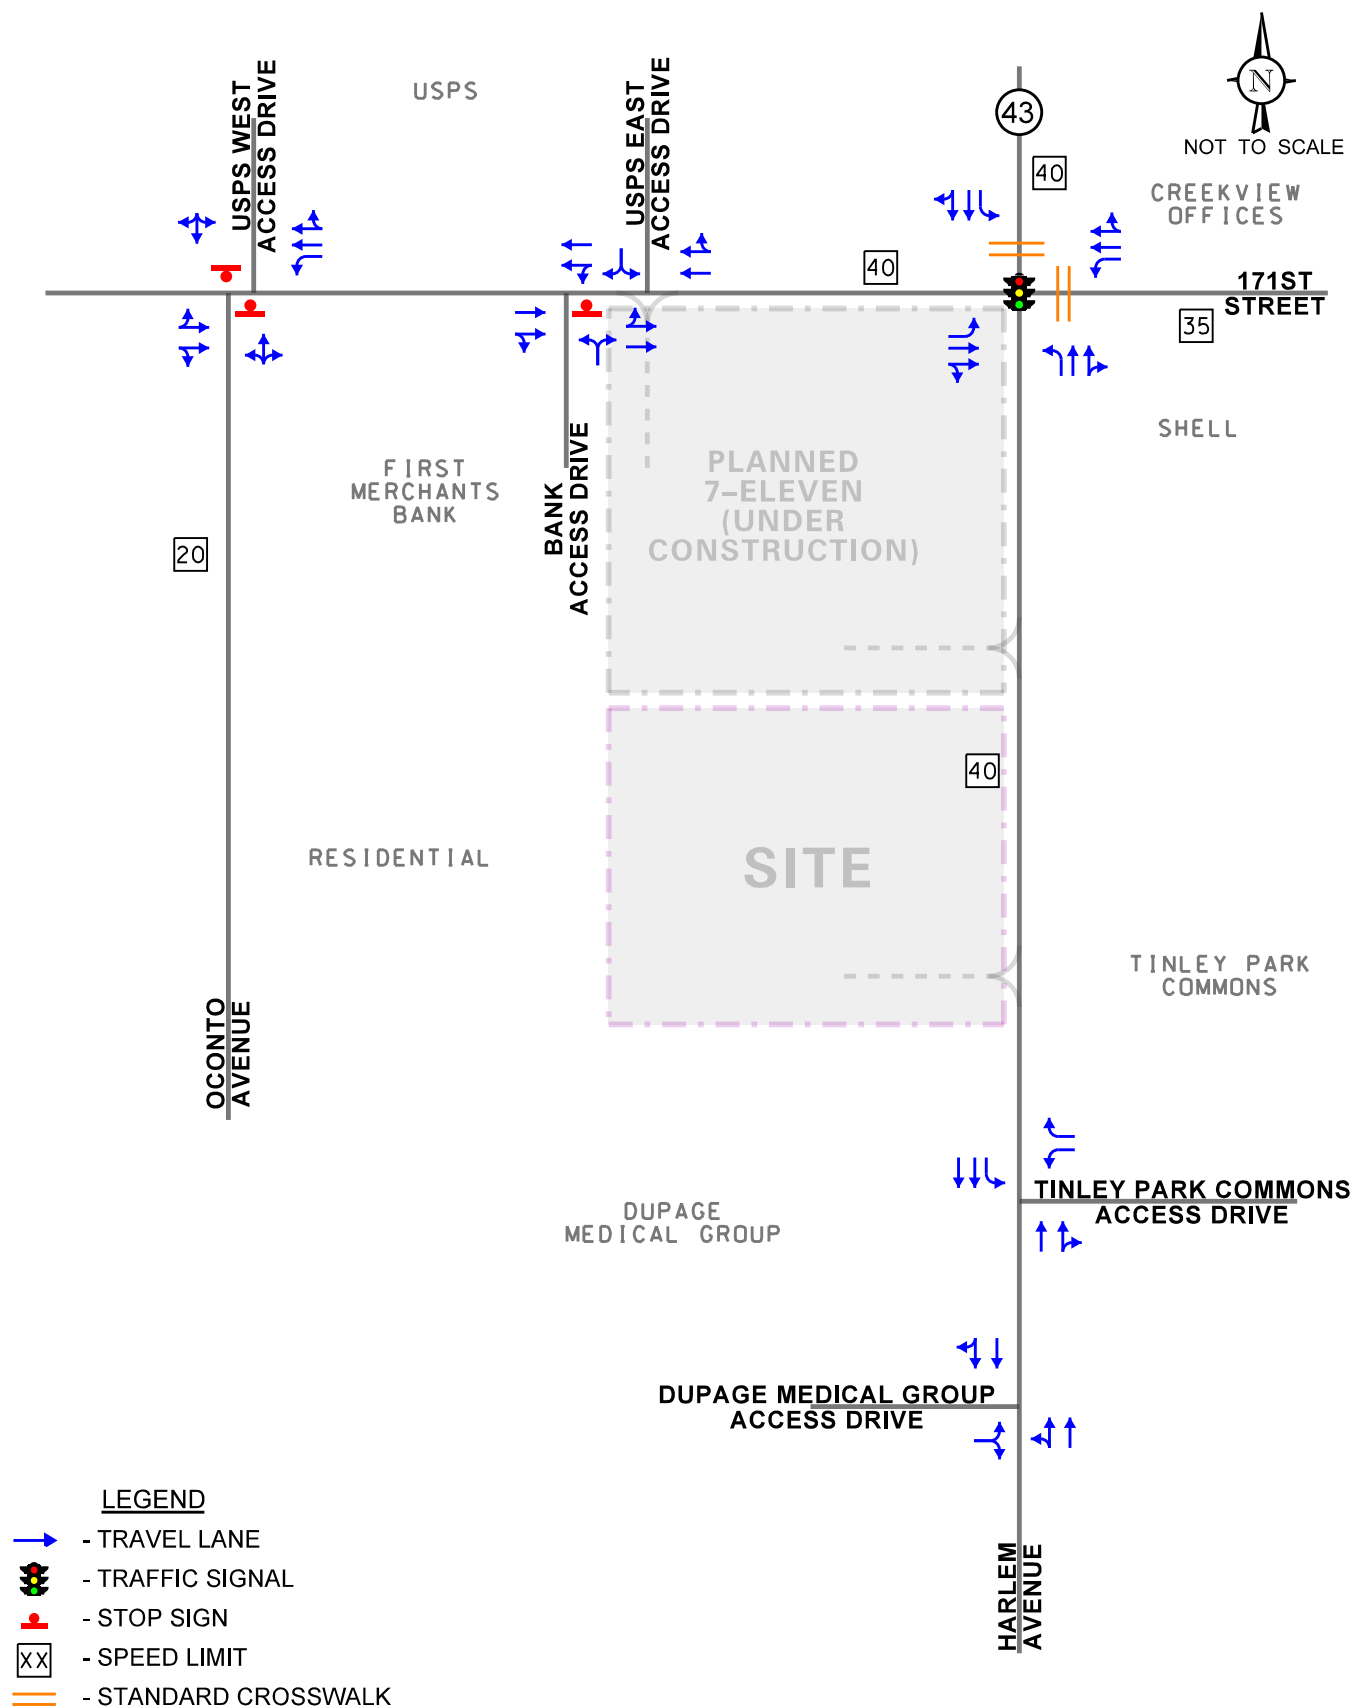 USPS
USPS WEST
ACCESS DRIVE
USPS EAST
ACCESS DRIVE
43
N
NOT TO SCALE
40
CREEKVIEW
OFFICES
40
171ST
STREET
35
SHELL
FIRST
MERCHANTS
BANK
BANK
ACCESS DRIVE
PLANNED
7-ELEVEN
(UNDER
CONSTRUCTION)
20
40
RESIDENTIAL
SITE
TINLEY PARK
COMMONS
OCONTO
AVENUE
TINLEY PARK COMMONS
ACCESS DRIVE
DUPAGE
MEDICAL GROUP
DUPAGE MEDICAL GROUP
ACCESS DRIVE
HARLEM
AVENUE
LEGEND
- TRAVEL LANE
- TRAFFIC SIGNAL
- STOP SIGN
XX - SPEED LIMIT
- STANDARD CROSSWALK